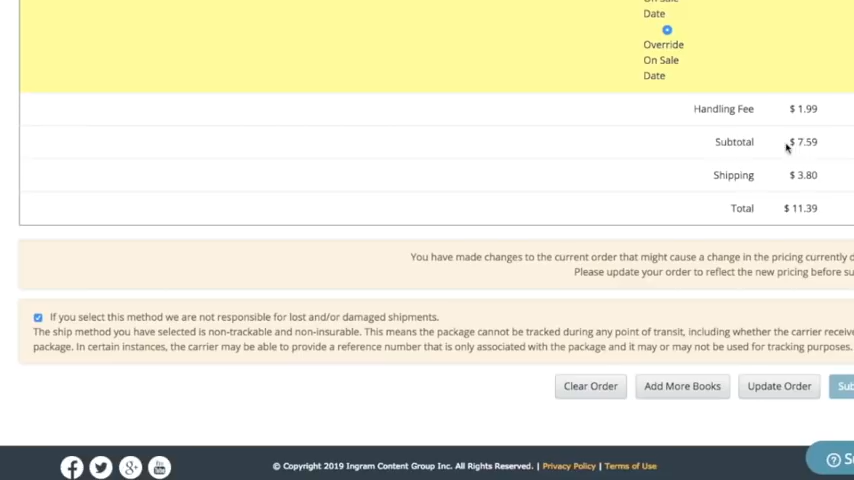 Date
Override
On Sale
Date
Handling Fee $ 1.99
Subtotal $ 7.59
Shipping $ 3.80
Total $ 11.39
You have made changes to the current order that might cause a change in the pricing currently
Please update your order to reflect the new pricing before
If you select this method we are not responsible for lost and/or damaged shipments.
The ship method you have selected is non-trackable and non-insurable. This means the package cannot be tracked during any point of transit, including whether the carrier
package. In certain instances, the carrier may be able to provide a reference number that is only associated with the package and it may or may not be used for tracking purposes.
Clear Order Add More Books Update Order
© Copyright 2019 Ingram Content Group Inc. All Rights Reserved. | Privacy Policy | Terms of Use